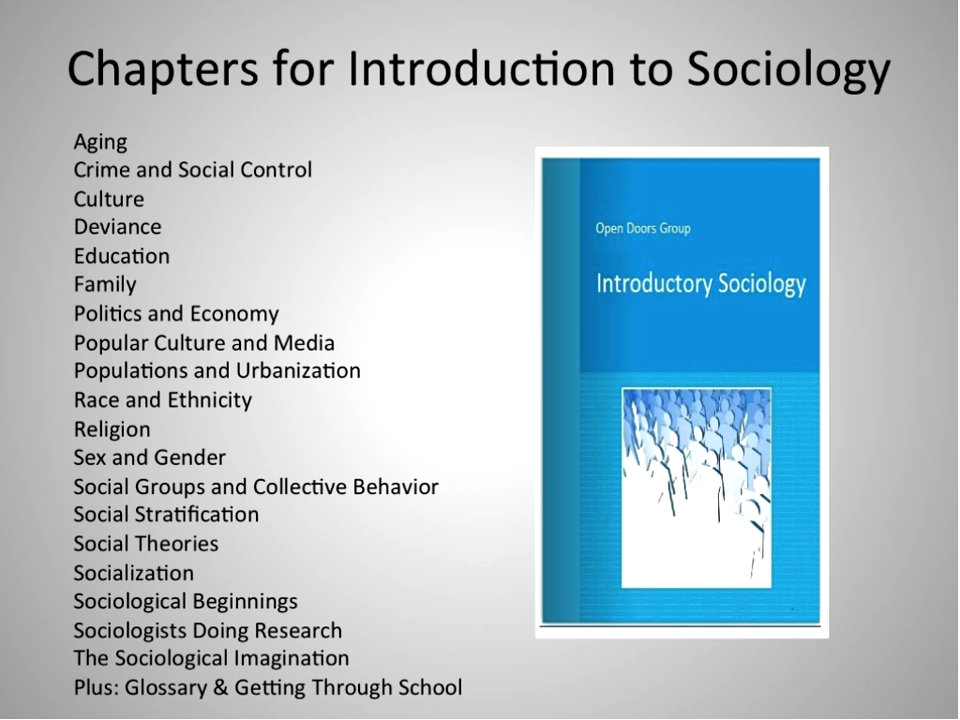 Chapters for Introduction to Sociology
Aging
Crime and Social Control
Culture
Deviance
Education
Family
Politics and Economy
Popular Culture and Media
Populations and Urbanization
Race and Ethnicity
Religion
Sex and Gender
Social Groups and Collective Behavior
Social Stratification
Social Theories
Socialization
Sociological Beginnings
Sociologists Doing Research
The Sociological Imagination
Plus: Glossary & Getting Through School
Open Doors Group
Introductory Sociology